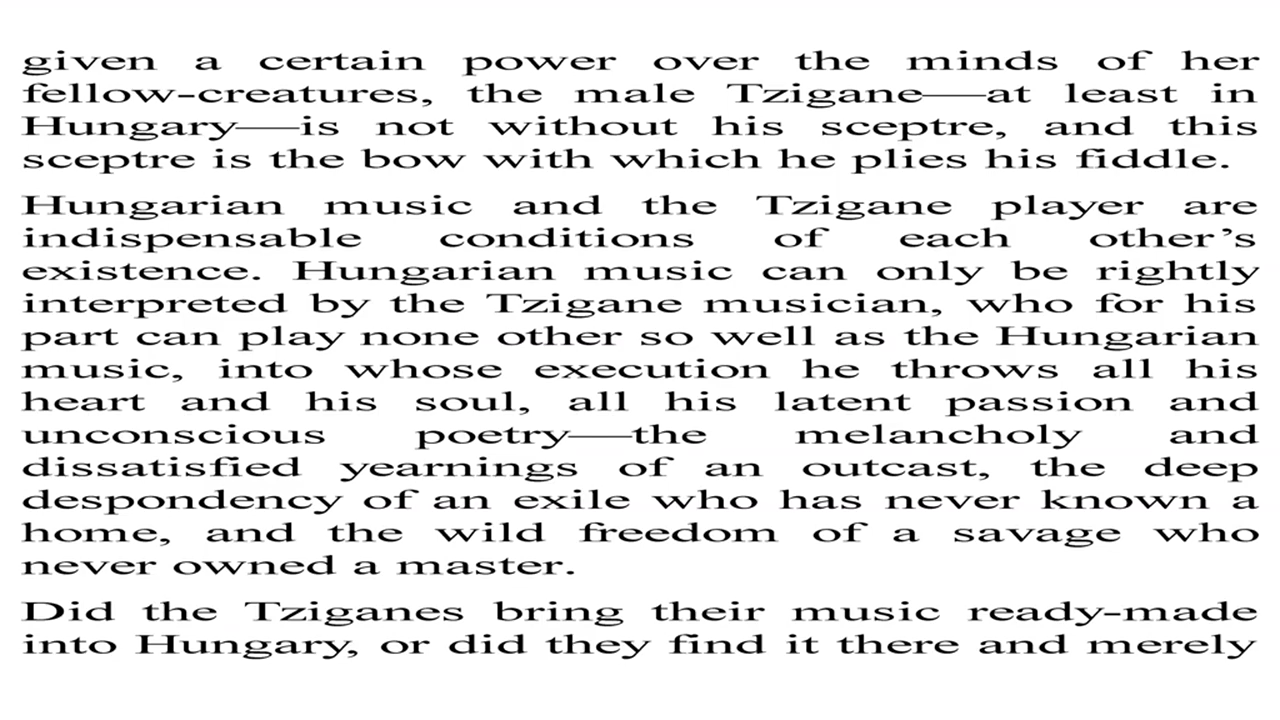 given a certain power over the minds of her
fellow-creatures, the male Tzigane—at least in
Hungary—is not without his sceptre, and this
sceptre is the bow with which he plies his fiddle.
Hungarian music and the Tzigane player are
indispensable conditions of each other’s
existence. Hungarian music can only be rightly
interpreted by the Tzigane musician, who for his
part can play none other so well as the Hungarian
music, into whose execution he throws all his
heart and his soul, all his latent passion and
unconscious poetry—the melancholy and
dissatisfied yearnings of an outcast, the deep
despondency of an exile who has never known a
home, and the wild freedom of a savage who
never owned a master.
Did the Tziganes bring their music ready-made
into Hungary, or did they find it there and merely